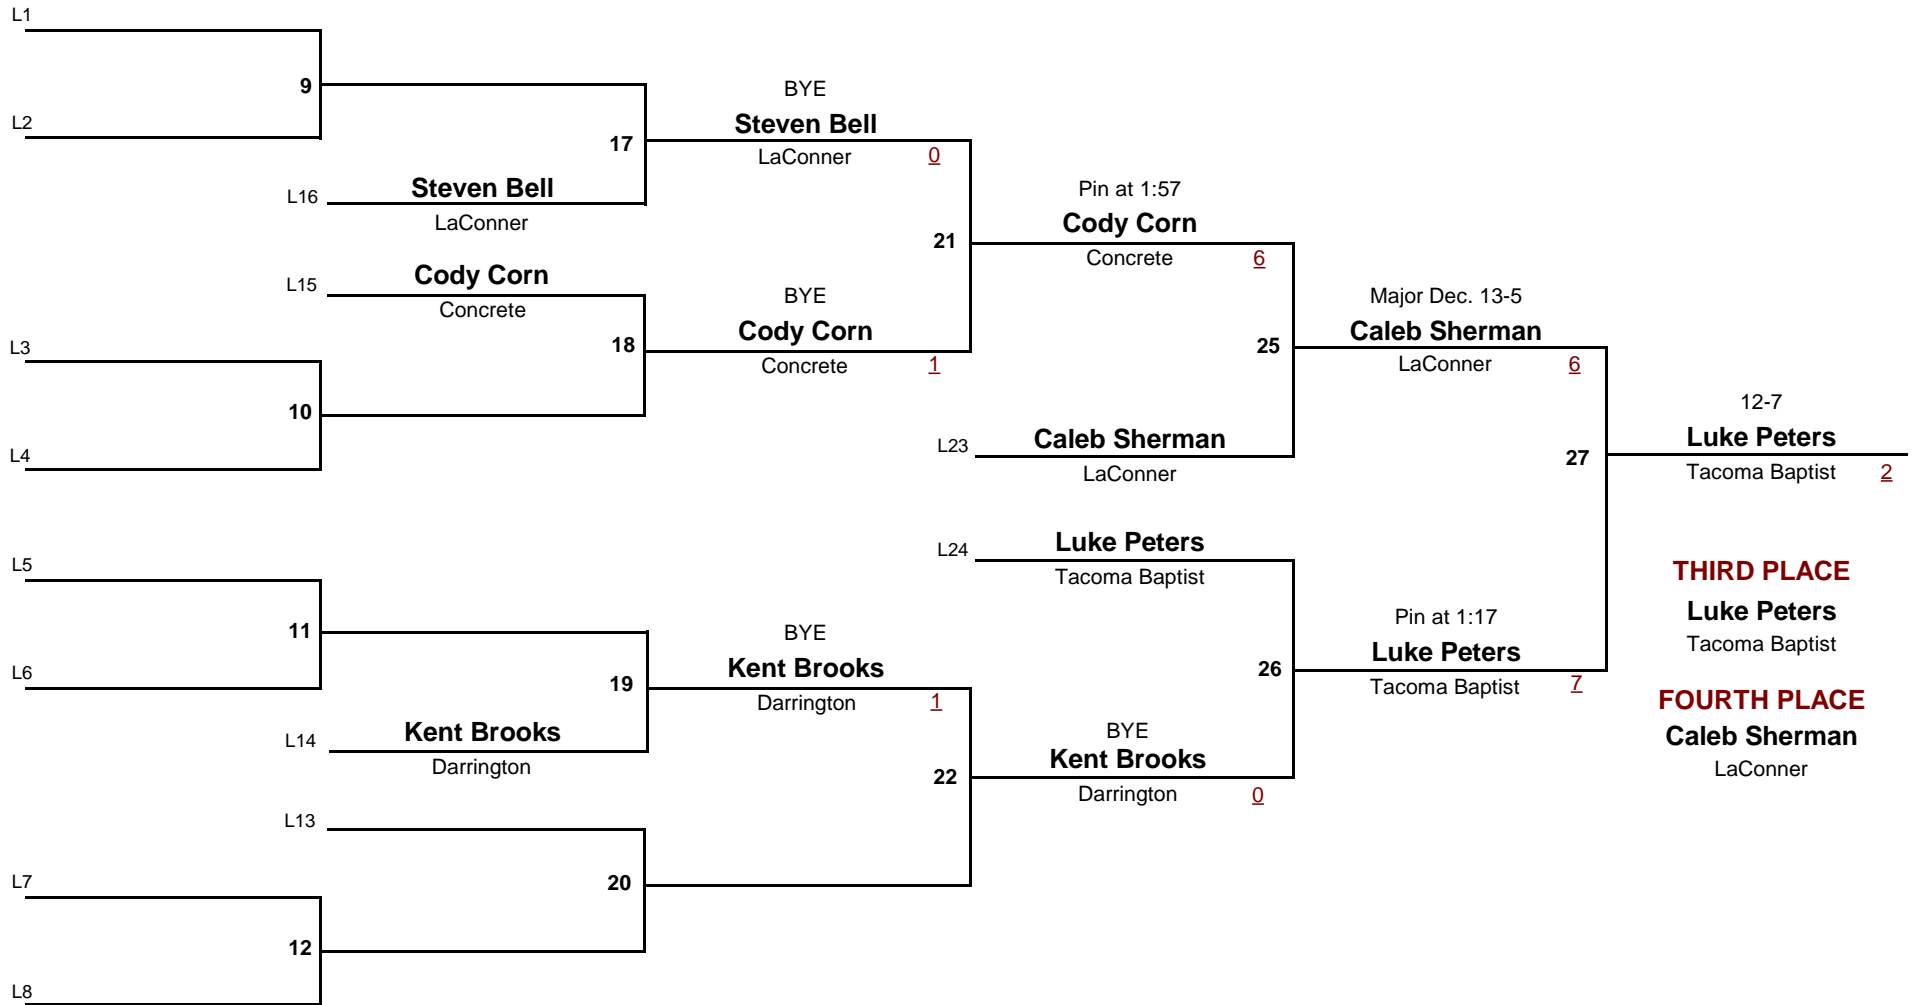 L1
9
L2
BYE
Steven Bell
LaConner 0
17
L16 Steven Bell
LaConner
Pin at 1:57
Cody Corn
Concrete 6
21
L15 Cody Corn
Concrete
BYE
Cody Corn
Concrete 1
18
L3
10
L4
Major Dec. 13-5
Caleb Sherman
LaConner 6
25
L23 Caleb Sherman
LaConner
12-7
Luke Peters
Tacoma Baptist 2
27
L24 Luke Peters
Tacoma Baptist
L5
11
L6
BYE
Kent Brooks
Darrington 1
19
L14 Kent Brooks
Darrington
Pin at 1:17
Luke Peters
Tacoma Baptist 7
26
BYE
Kent Brooks
Darrington 0
22
L13
20
L7
12
L8
THIRD PLACE
Luke Peters
Tacoma Baptist
FOURTH PLACE
Caleb Sherman
LaConner